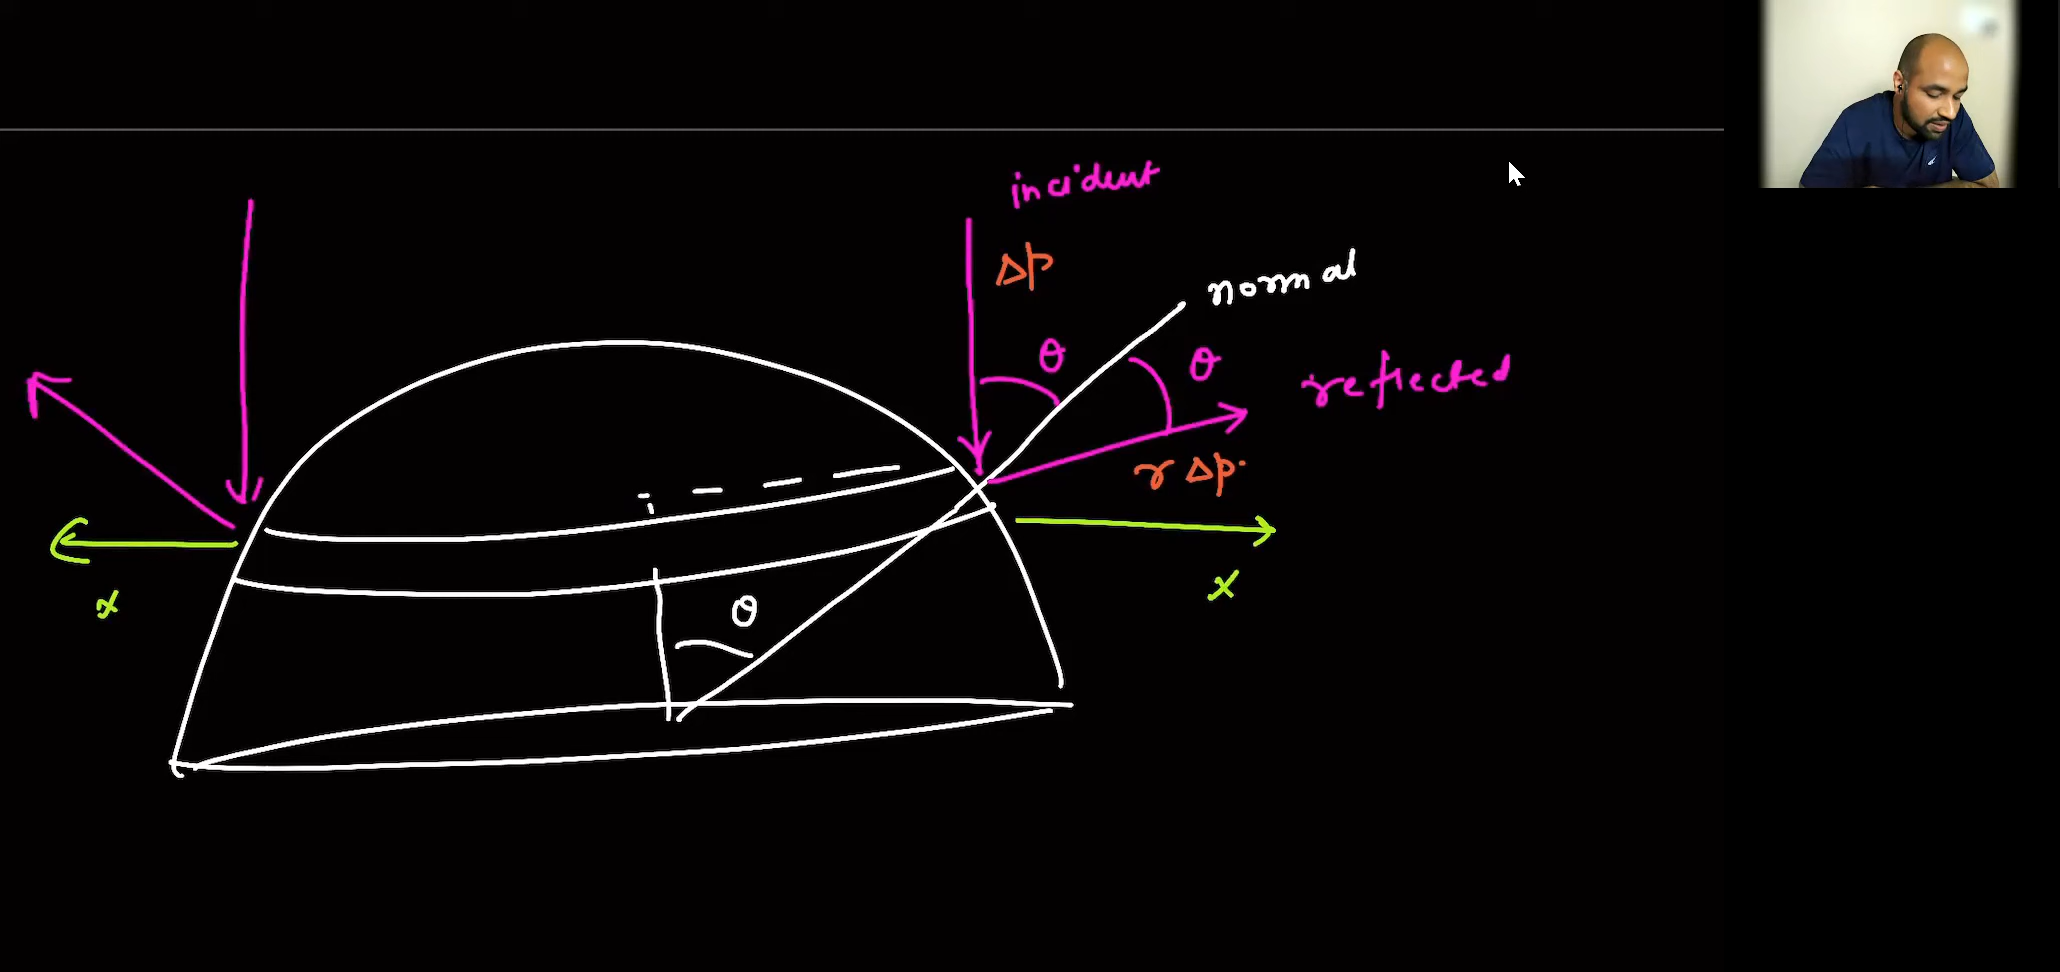 incident
Δp
normal
θ
θ
reflected
r Δp.
x
x
θ